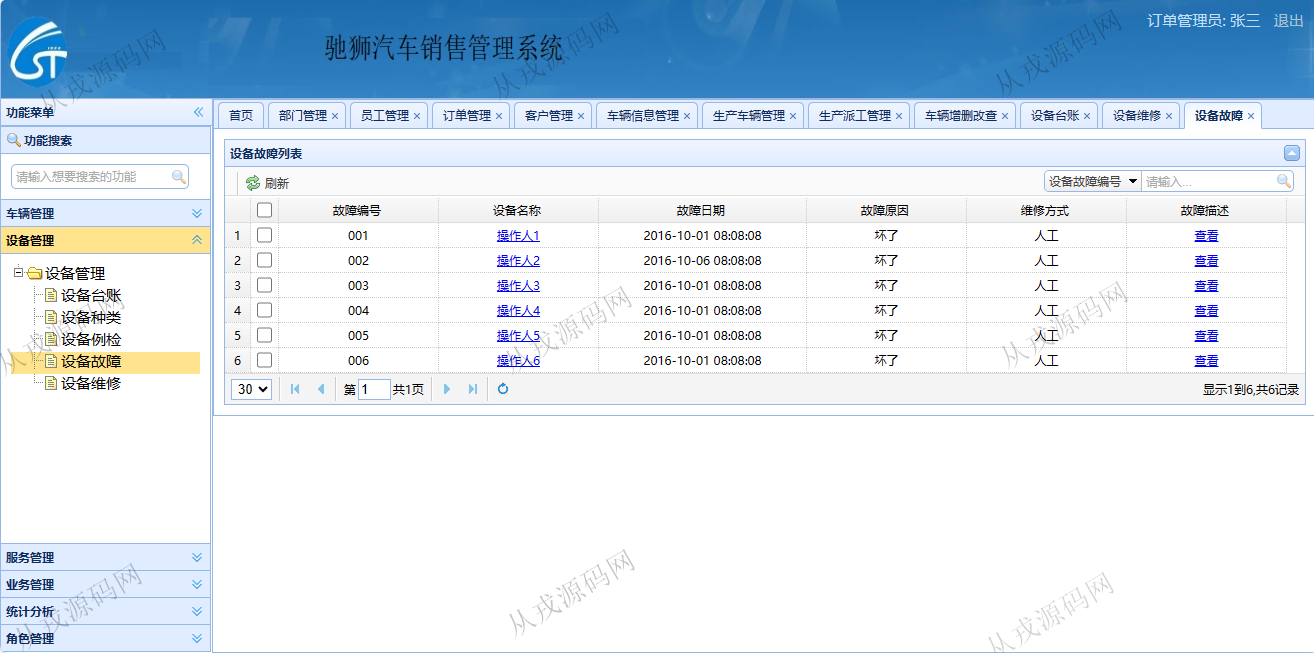 订单管理员: 张三 退出
驰狮汽车销售管理系统
功能菜单
首页 部门管理 员工管理 订单管理 客户管理 车辆信息管理 生产车辆管理 生产派工管理 车辆增删改查 设备台账 设备维修 设备故障
功能搜索
请输入想要搜索的功能
车辆管理
设备管理
设备管理
设备台账
设备种类
设备例检
设备故障
设备维修
服务管理
业务管理
统计分析
角色管理
设备故障列表
刷新 设备故障编号 请输入...
故障编号 设备名称 故障日期 故障原因 维修方式 故障描述
1 001 操作人1 2016-10-01 08:08:08 坏了 人工 查看
2 002 操作人2 2016-10-06 08:08:08 坏了 人工 查看
3 003 操作人3 2016-10-01 08:08:08 坏了 人工 查看
4 004 操作人4 2016-10-01 08:08:08 坏了 人工 查看
5 005 操作人5 2016-10-01 08:08:08 坏了 人工 查看
6 006 操作人6 2016-10-01 08:08:08 坏了 人工 查看
30 第 1 共1页 显示1到6,共6记录
从戎源码网
从戎源码网
从戎源码网
从戎源码网
从戎源码网
从戎源码网
从戎源码网
从戎源码网
从戎源码网